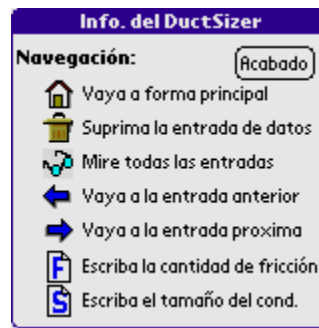 Info. del DuctSizer
Navegación: Acabado
Vaya a forma principal
Suprima la entrada de datos
Mire todas las entradas
Vaya a la entrada anterior
Vaya a la entrada proxima
F Escriba la cantidad de fricción
S Escriba el tamaño del cond.